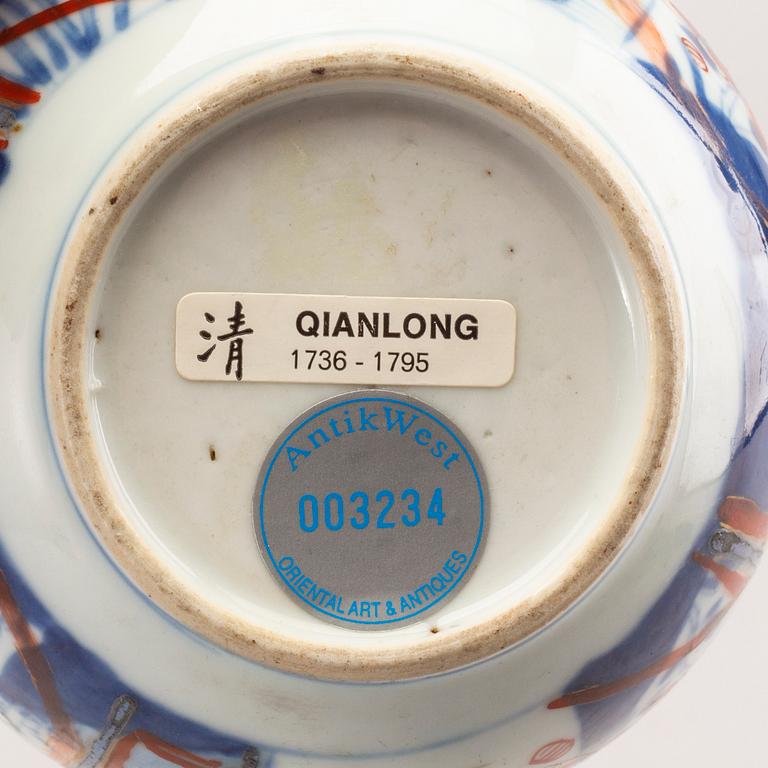 清 QIANLONG
1736 - 1795
AntikWest
003234
ORIENTAL ART & ANTIQUES